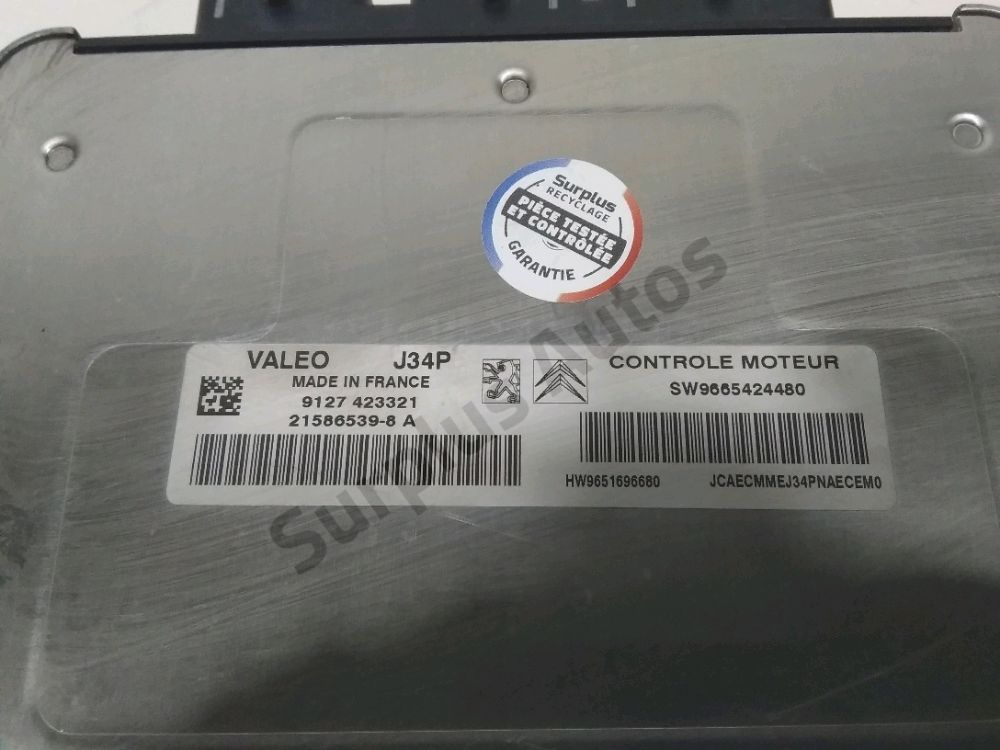 Surplus
RECYCLAGE
PIÈCE TESTÉE
ET CONTRÔLÉE
GARANTIE
VALEO J34P
MADE IN FRANCE
9127 423321
21586539-8 A
CONTROLE MOTEUR
SW9665424480
HW9651696680 JCAECMMEJ34PNAECEM0
Surplus Autos